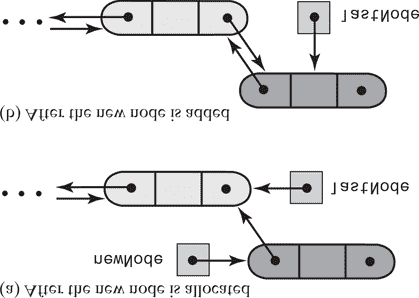 (a) After the new node is allocated
newNode
lastNode
(b) After the new node is added
lastNode